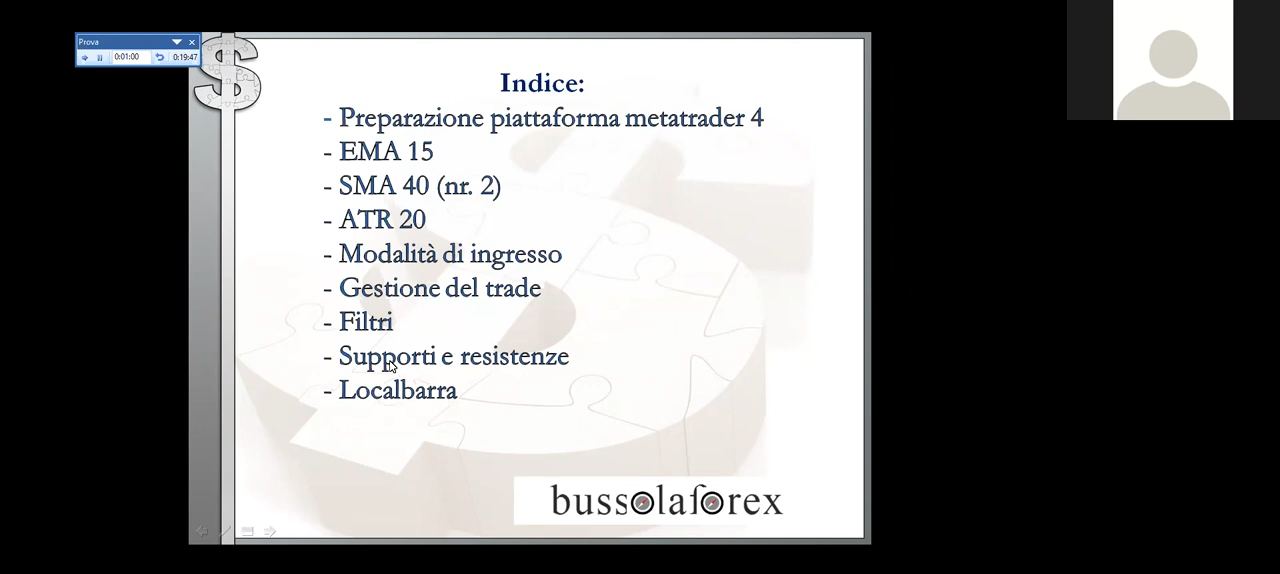 Prova
0:01:00
0:19:47
$
Indice:
- Preparazione piattaforma metatrader 4
- EMA 15
- SMA 40 (nr. 2)
- ATR 20
- Modalità di ingresso
- Gestione del trade
- Filtri
- Supporti e resistenze
- Localbarra
bussolaforex